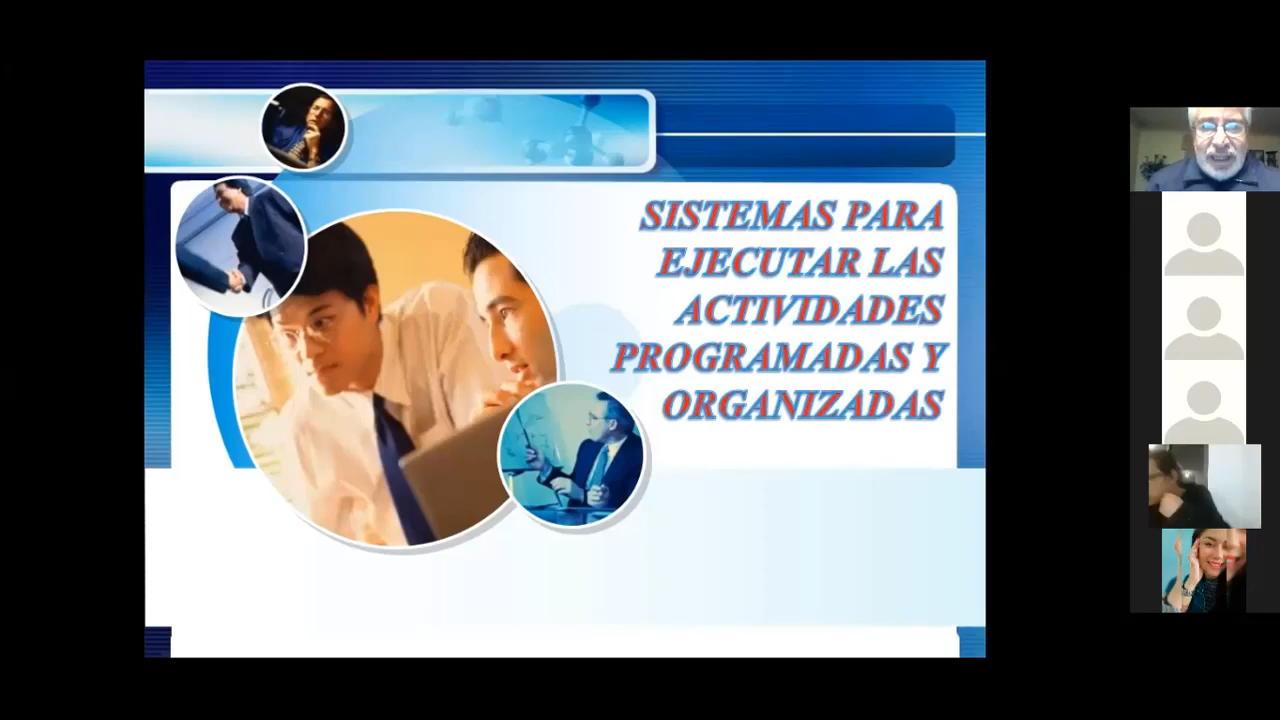 SISTEMAS PARA
EJECUTAR LAS
ACTIVIDADES
PROGRAMADAS Y
ORGANIZADAS